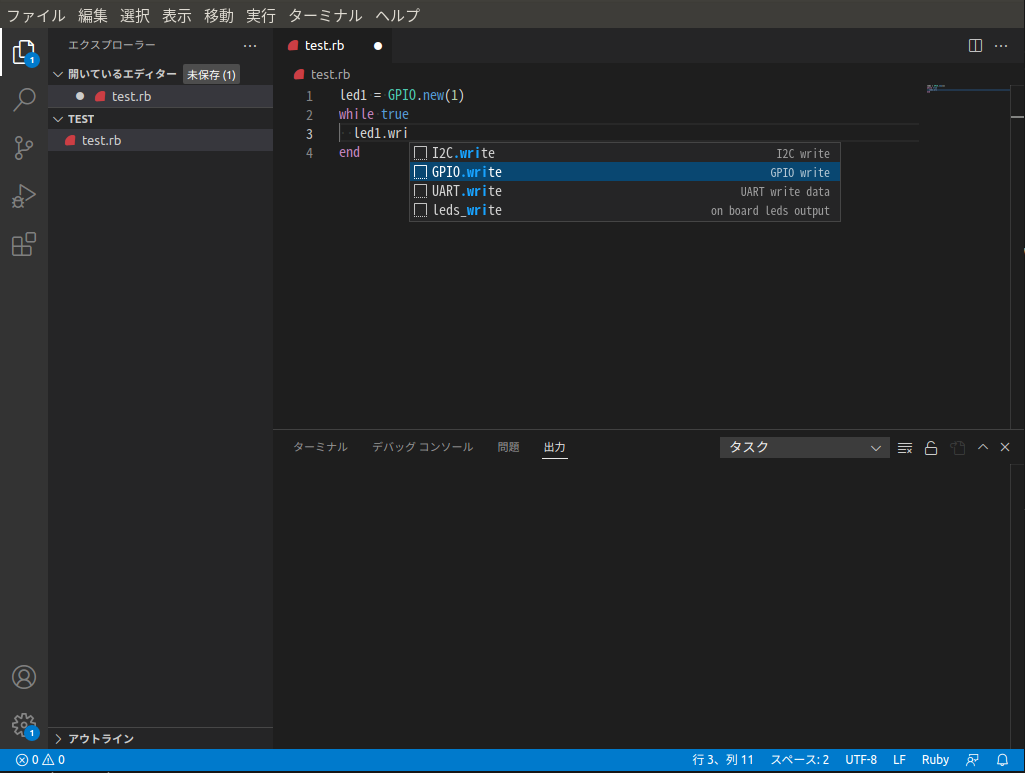 ファイル 編集 選択 表示 移動 実行 ターミナル ヘルプ
エクスプローラー
開いているエディター 未保存 (1)
test.rb
TEST
test.rb
アウトライン
1
1
test.rb
test.rb
1 led1 = GPIO.new(1)
2 while true
3 led1.wri
4 end
I2C.write I2C write
GPIO.write GPIO write
UART.write UART write data
leds_write on board leds output
ターミナル デバッグ コンソール 問題 出力 タスク
0 0 行 3、列 11 スペース: 2 UTF-8 LF Ruby